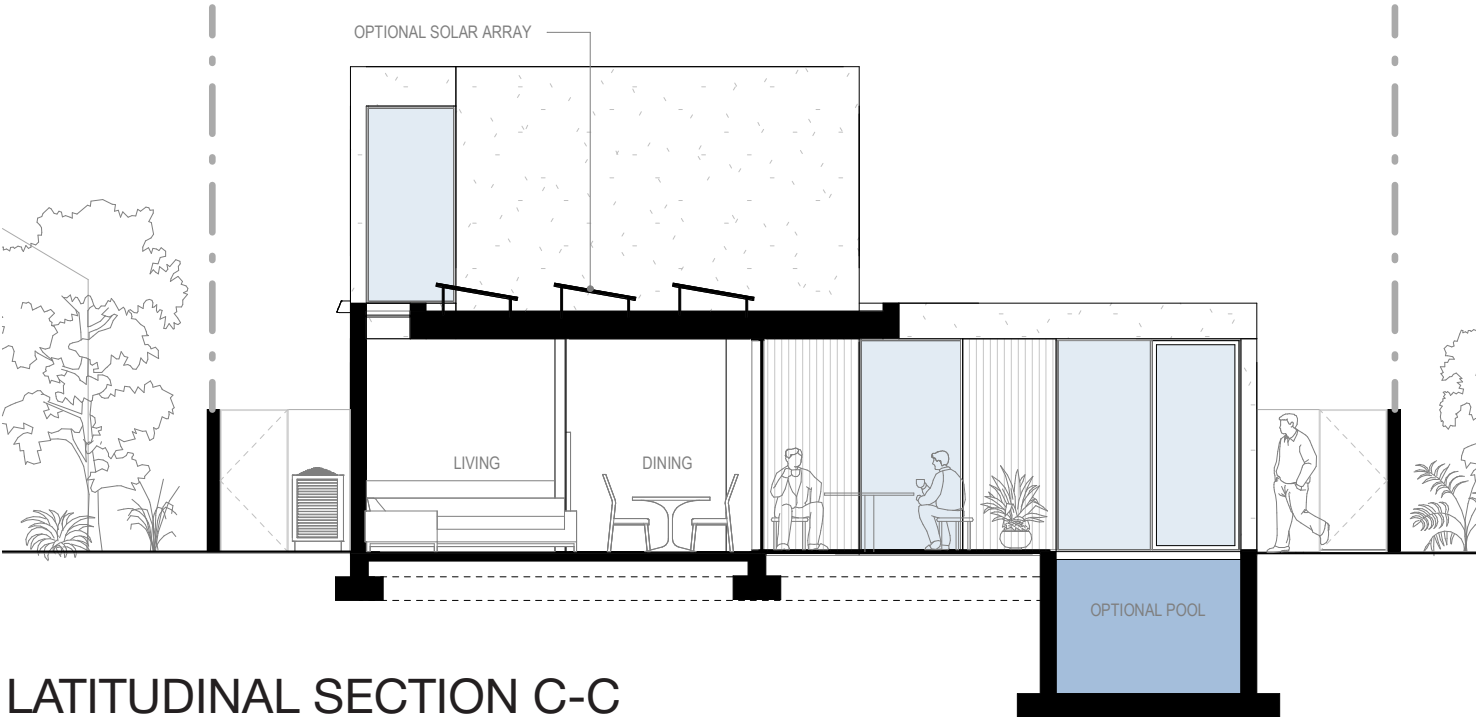 OPTIONAL SOLAR ARRAY
LIVING
DINING
OPTIONAL POOL
LATITUDINAL SECTION C-C